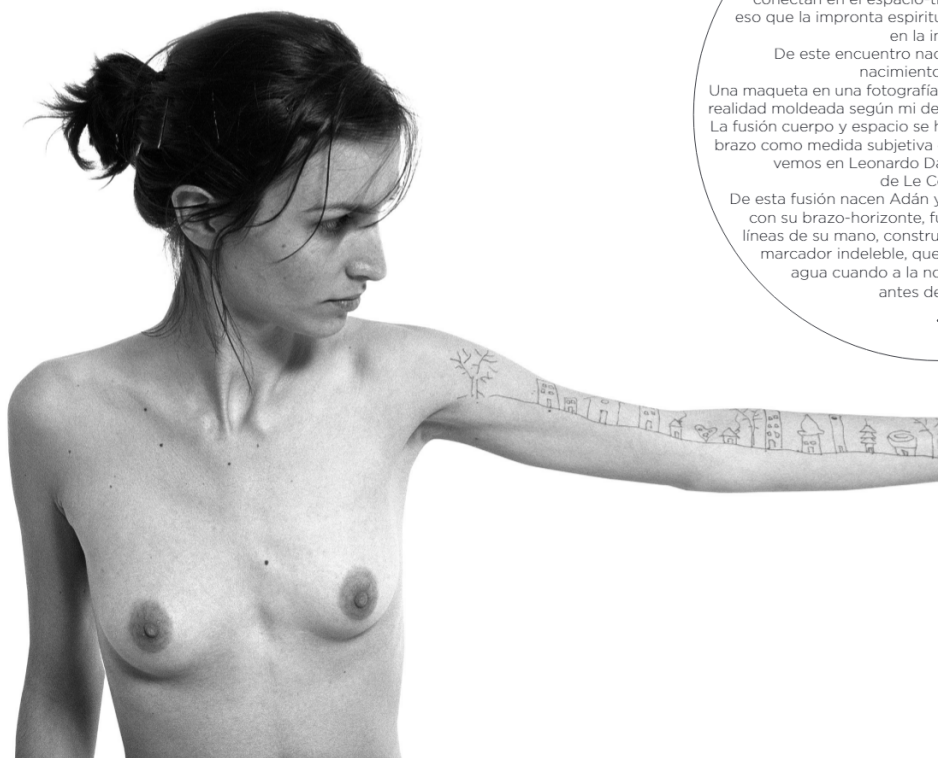 conectan en el espacio-t
eso que la impronta espiritu
en la i
De este encuentro nac
nacimiento
Una maqueta en una fotografía
realidad moldeada según mi de
La fusión cuerpo y espacio se h
brazo como medida subjetiva
vemos en Leonardo Da
de Le C
De esta fusión nacen Adán y
con su brazo-horizonte, fu
líneas de su mano, constru
marcador indeleble, que
agua cuando a la no
antes de